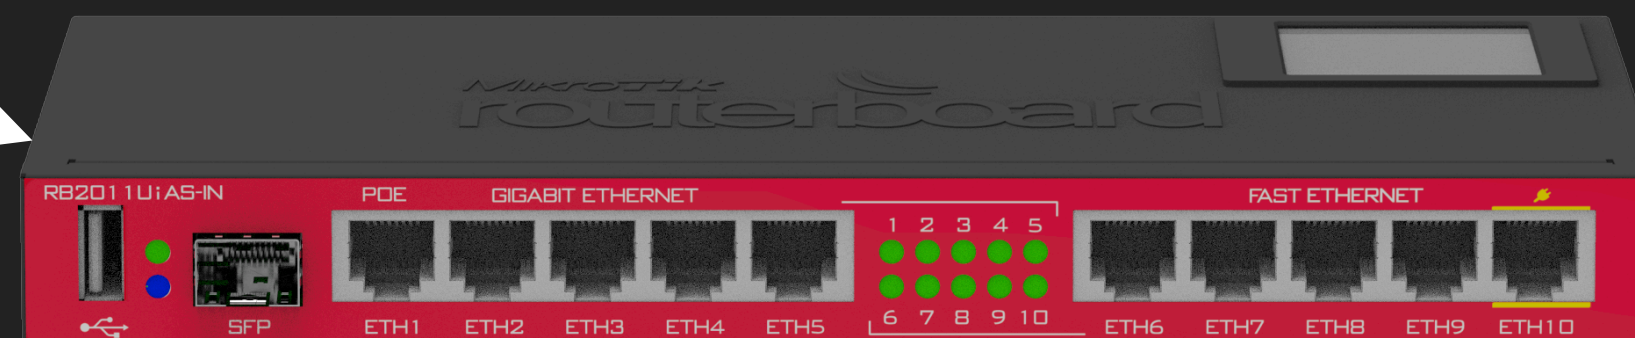 MikroTik
routerboard
RB2011UiAS-IN
POE
GIGABIT ETHERNET
FAST ETHERNET
1 2 3 4 5
6 7 8 9 10
SFP
ETH1
ETH2
ETH3
ETH4
ETH5
ETH6
ETH7
ETH8
ETH9
ETH10